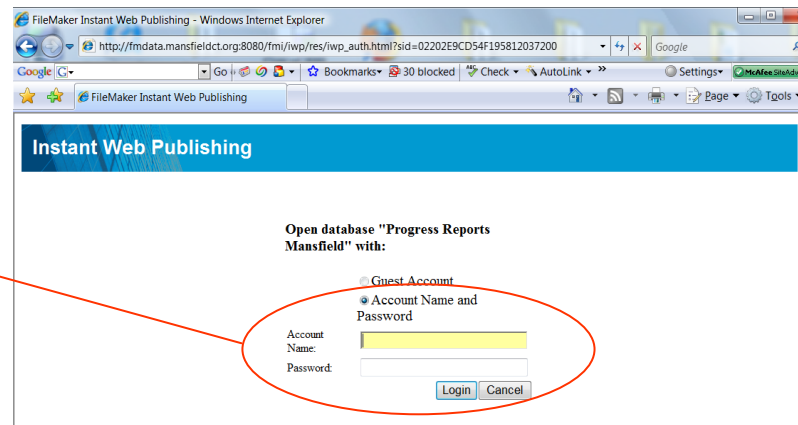 FileMaker Instant Web Publishing - Windows Internet Explorer
http://fmdata.mansfieldct.org:8080/fmi/iwp/res/iwp_auth.html?sid=02202E9CD54F195812037200 Google
Google G Go Bookmarks 30 blocked ABC Check AutoLink » Settings McAfee SiteAdv
FileMaker Instant Web Publishing Page Tools
Instant Web Publishing
Open database "Progress Reports
Mansfield" with:
Guest Account
Account Name and
Password
Account
Name:
Password:
Login Cancel